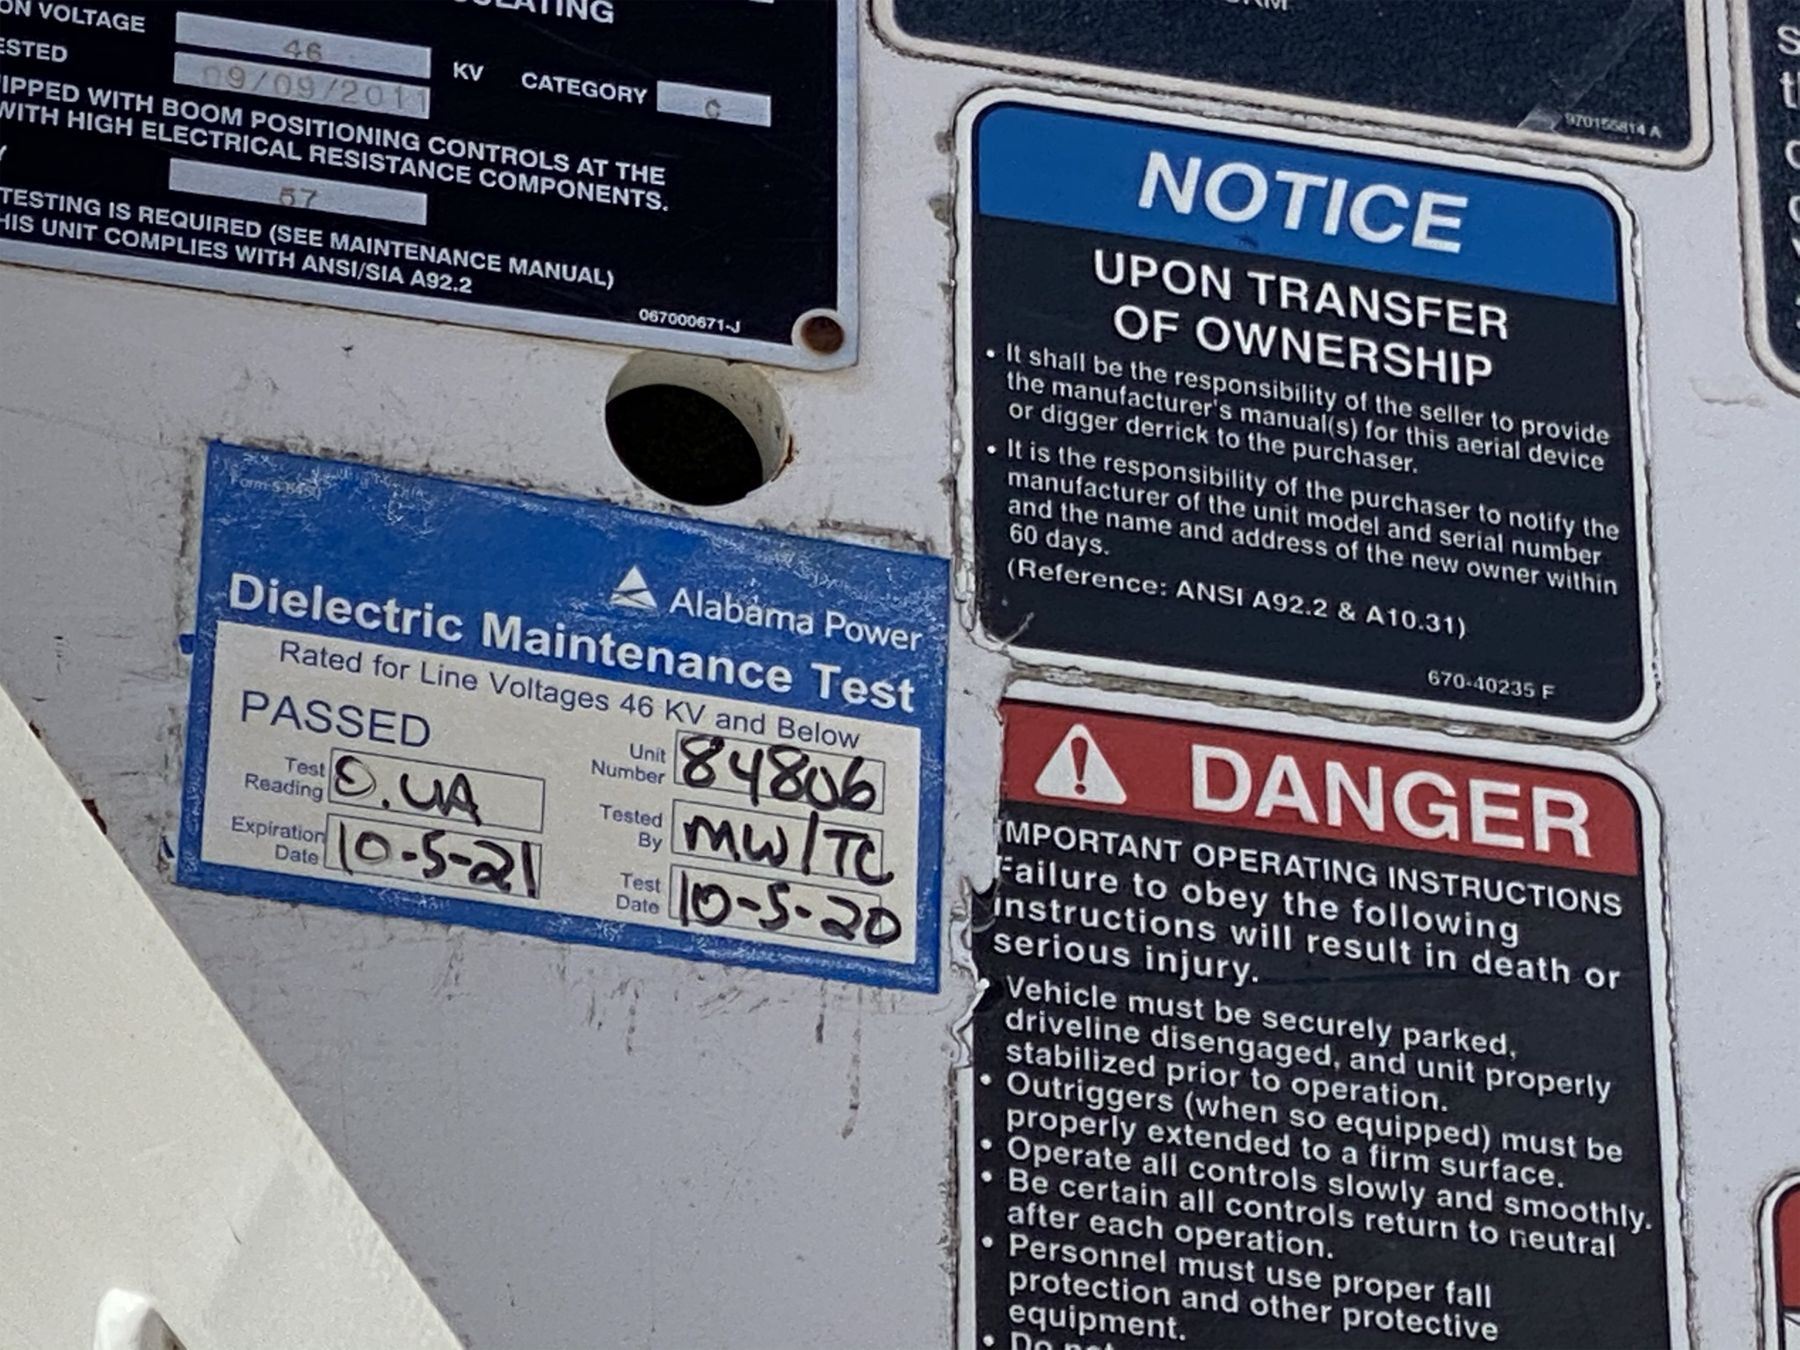 ON VOLTAGE
46
KV
CATEGORY
C
09/09/2011
IPPED WITH BOOM POSITIONING CONTROLS AT THE
WITH HIGH ELECTRICAL RESISTANCE COMPONENTS.
67
TESTING IS REQUIRED (SEE MAINTENANCE MANUAL)
HIS UNIT COMPLIES WITH ANSI/SIA A92.2
067000671-J
970155814 A
NOTICE
UPON TRANSFER
OF OWNERSHIP
• It shall be the responsibility of the seller to provide
the manufacturer's manual(s) for this aerial device
or digger derrick to the purchaser.
• It is the responsibility of the purchaser to notify the
manufacturer of the unit model and serial number
and the name and address of the new owner within
60 days.
(Reference: ANSI A92.2 & A10.31)
670-40235 F
Alabama Power
Dielectric Maintenance Test
Rated for Line Voltages 46 KV and Below
PASSED
Test Reading
UA
Expiration Date
10-5-21
Unit Number
84806
Tested By
MW/TC
Test Date
10-5-20
DANGER
IMPORTANT OPERATING INSTRUCTIONS
Failure to obey the following
instructions will result in death or
serious injury.
Vehicle must be securely parked,
driveline disengaged, and unit properly
stabilized prior to operation.
• Outriggers (when so equipped) must be
properly extended to a firm surface.
• Operate all controls slowly and smoothly.
• Be certain all controls return to neutral
after each operation.
• Personnel must use proper fall
protection and other protective
equipment.